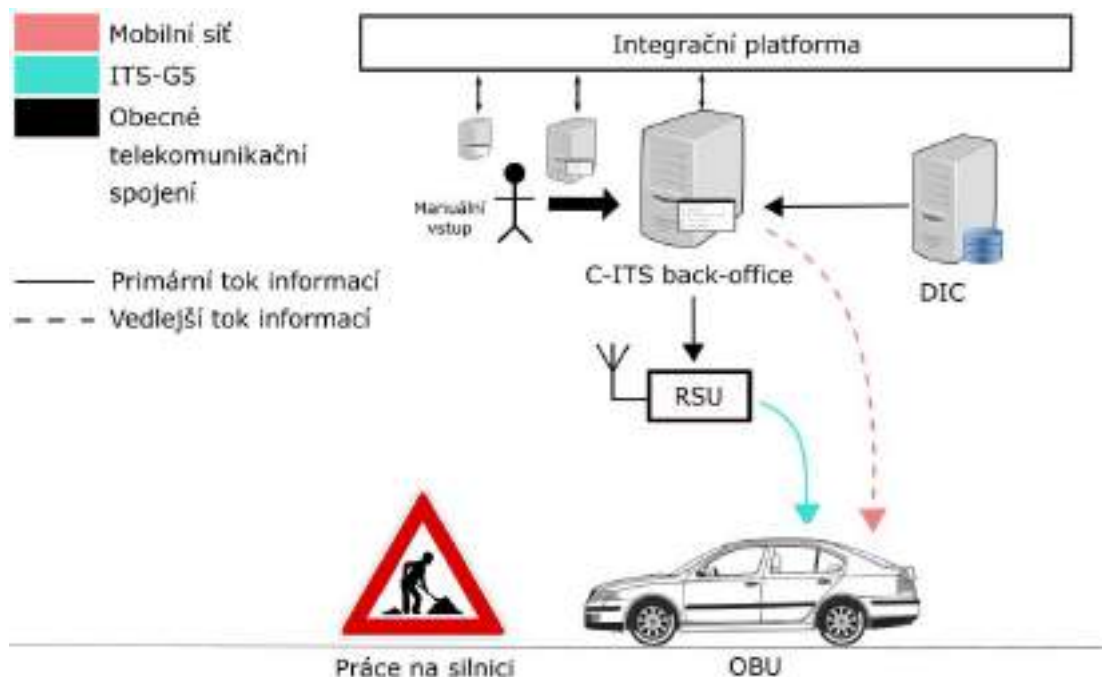 Mobilní síť
ITS-G5
Obecné
telekomunikační
spojení
Integrační platforma
Manuální
vstup
C-ITS back-office
DIC
Primární tok informací
Vedlejší tok informací
RSU
Práce na silnici
OBU